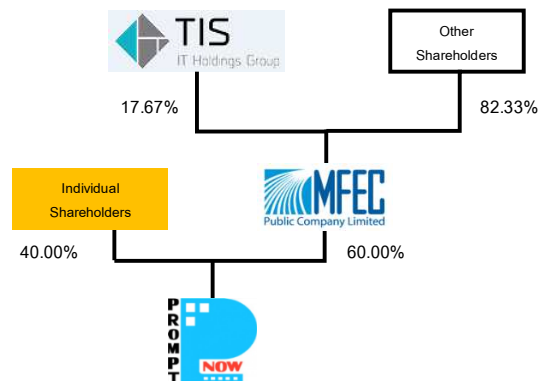 TIS
IT Holdings Group
Other
Shareholders
17.67%
82.33%
Individual
Shareholders
MFEC
Public Company Limited
40.00%
60.00%
PROMPT
NOW